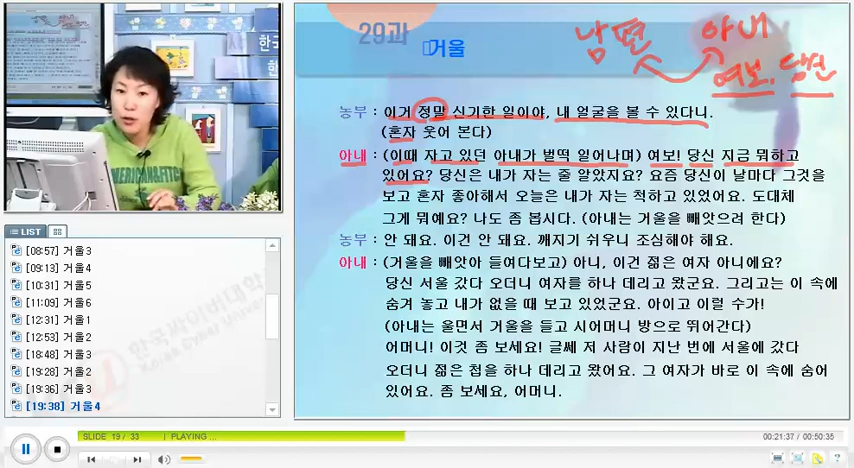 29과
거울
남편
아내
여보, 당신
농부: 이거 정말 신기한 일이야, 내 얼굴을 볼 수 있다니.
(혼자 웃어 본다)
아내: (이때 자고 있던 아내가 벌떡 일어나며) 여보! 당신 지금 뭐하고
있어요? 당신은 내가 자는 줄 알았지요? 요즘 당신이 날마다 그것을
보고 혼자 좋아해서 오늘은 내가 자는 척하고 있었어요. 도대체
그게 뭐예요? 나도 좀 봅시다. (아내는 거울을 빼앗으려 한다)
농부: 안 돼요. 이건 안 돼요. 깨지기 쉬우니 조심해야 해요.
아내: (거울을 빼앗아 들여다보고) 아니, 이건 젊은 여자 아니에요?
당신 서울 갔다 오더니 여자를 하나 데리고 왔군요. 그리고는 이 속에
숨겨 놓고 내가 없을 때 보고 있었군요. 아이고 이럴 수가!
(아내는 울면서 거울을 들고 시어머니 방으로 뛰어간다)
어머니! 이것 좀 보세요! 글쎄 저 사람이 지난 번에 서울에 갔다
오더니 젊은 첩을 하나 데리고 왔어요. 그 여자가 바로 이 속에 숨어
있어요. 좀 보세요, 어머니.
LIST
[08:57] 거울3
[09:13] 거울4
[10:31] 거울5
[11:09] 거울6
[12:31] 거울1
[12:53] 거울2
[18:48] 거울3
[19:28] 거울2
[19:36] 거울3
[19:38] 거울4
SLIDE 19 / 33 | PLAYING ...
00:21:37 / 00:50:35